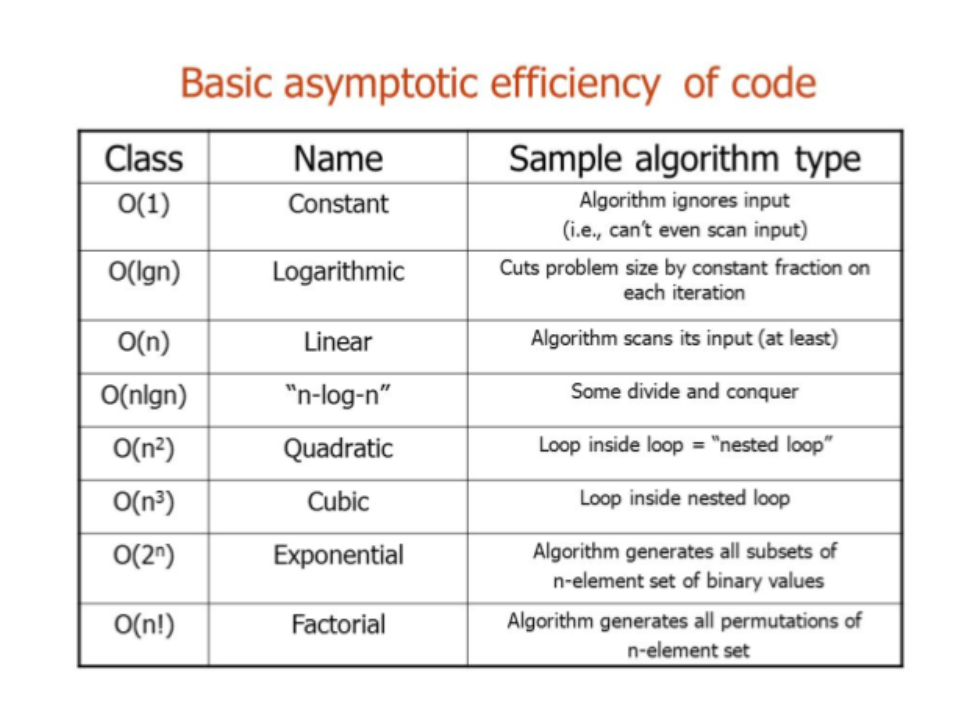 Basic asymptotic efficiency of code
Class Name Sample algorithm type
O(1) Constant Algorithm ignores input
(i.e., can't even scan input)
O(lgn) Logarithmic Cuts problem size by constant fraction on
each iteration
O(n) Linear Algorithm scans its input (at least)
O(nlgn) “n-log-n” Some divide and conquer
O(n²) Quadratic Loop inside loop = “nested loop”
O(n³) Cubic Loop inside nested loop
O(2ⁿ) Exponential Algorithm generates all subsets of
n-element set of binary values
O(n!) Factorial Algorithm generates all permutations of
n-element set